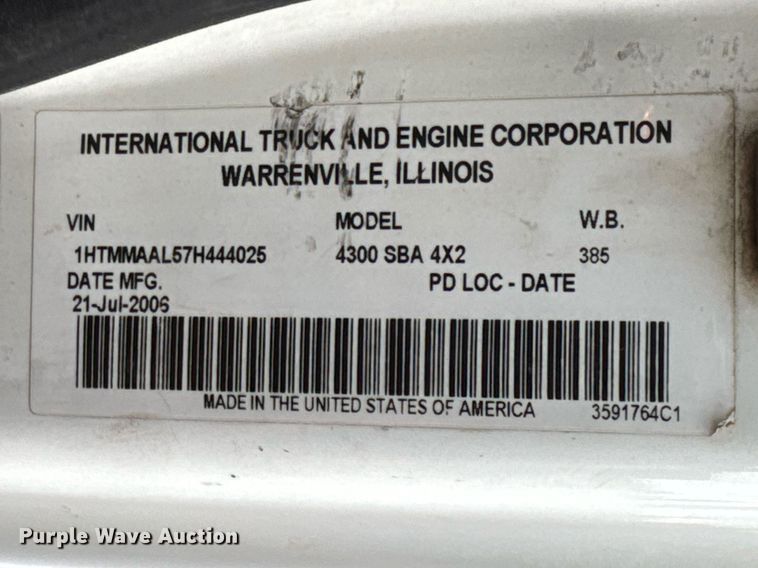 INTERNATIONAL TRUCK AND ENGINE CORPORATION
WARRENVILLE, ILLINOIS
VIN MODEL W.B.
1HTMMAAL57H444025 4300 SBA 4X2 385
DATE MFG. PD LOC - DATE
21-Jul-2006
MADE IN THE UNITED STATES OF AMERICA 3591764C1
Purple Wave Auction